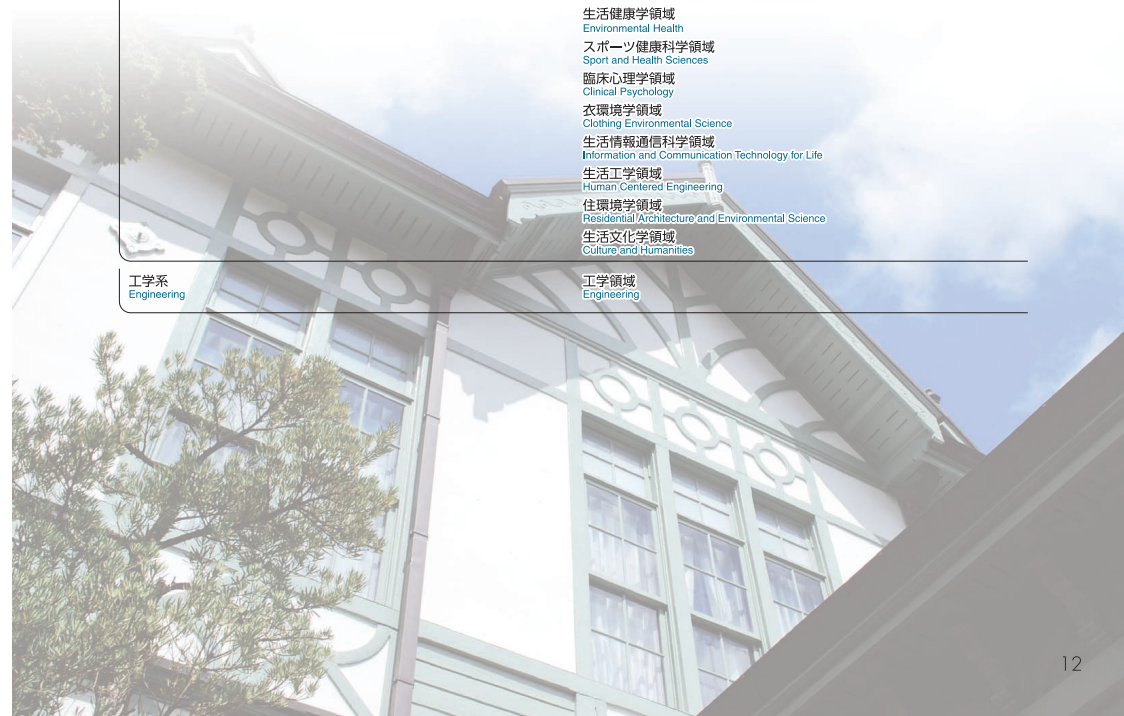 生活健康学領域
Environmental Health
スポーツ健康科学領域
Sport and Health Sciences
臨床心理学領域
Clinical Psychology
衣環境学領域
Clothing Environmental Science
生活情報通信科学領域
Information and Communication Technology for Life
生活工学領域
Human Centered Engineering
住環境学領域
Residential Architecture and Environmental Science
生活文化学領域
Culture and Humanities
工学系
Engineering
工学領域
Engineering
12